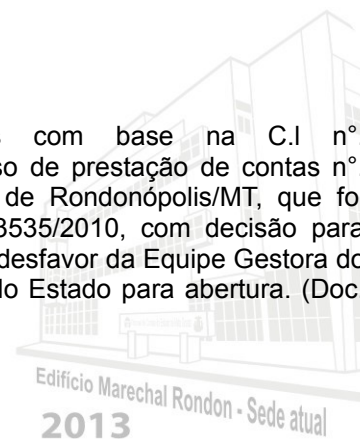 com base na C.I n°.
so de prestação de contas n°.
de Rondonópolis/MT, que fo
3535/2010, com decisão para
desfavor da Equipe Gestora do
do Estado para abertura. (Doc
Edifício Marechal Rondon - Sede atual
2013